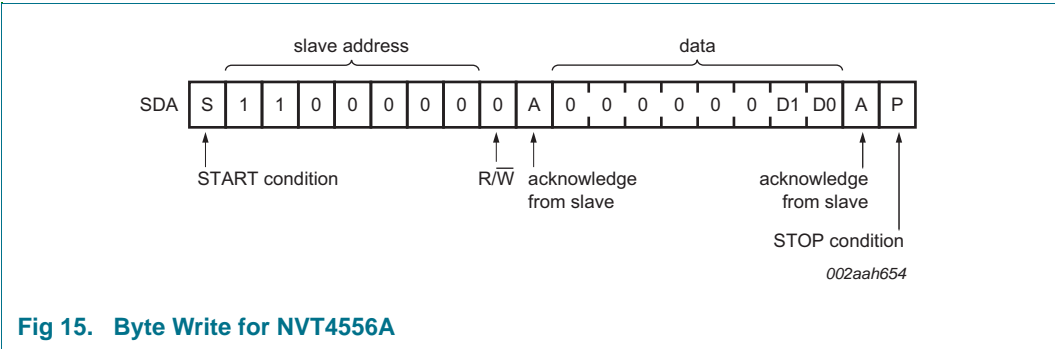 slave address data
SDA S 1 1 0 0 0 0 0 0 A 0 0 0 0 0 0 D1 D0 A P
START condition R/W̅ acknowledge from slave acknowledge from slave
STOP condition
002aah654
Fig 15. Byte Write for NVT4556A